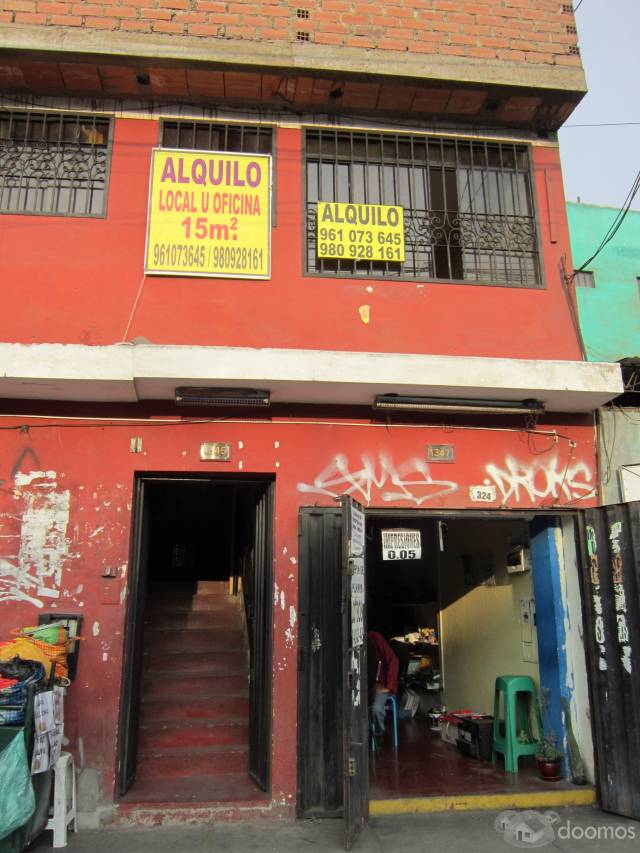 ALQUILO
LOCAL U OFICINA
15m².
961073645 / 980928161
ALQUILO
961 073 645
980 928 161
1345
1347
324
DROKS
IMPRESIONES
0.05
doomos